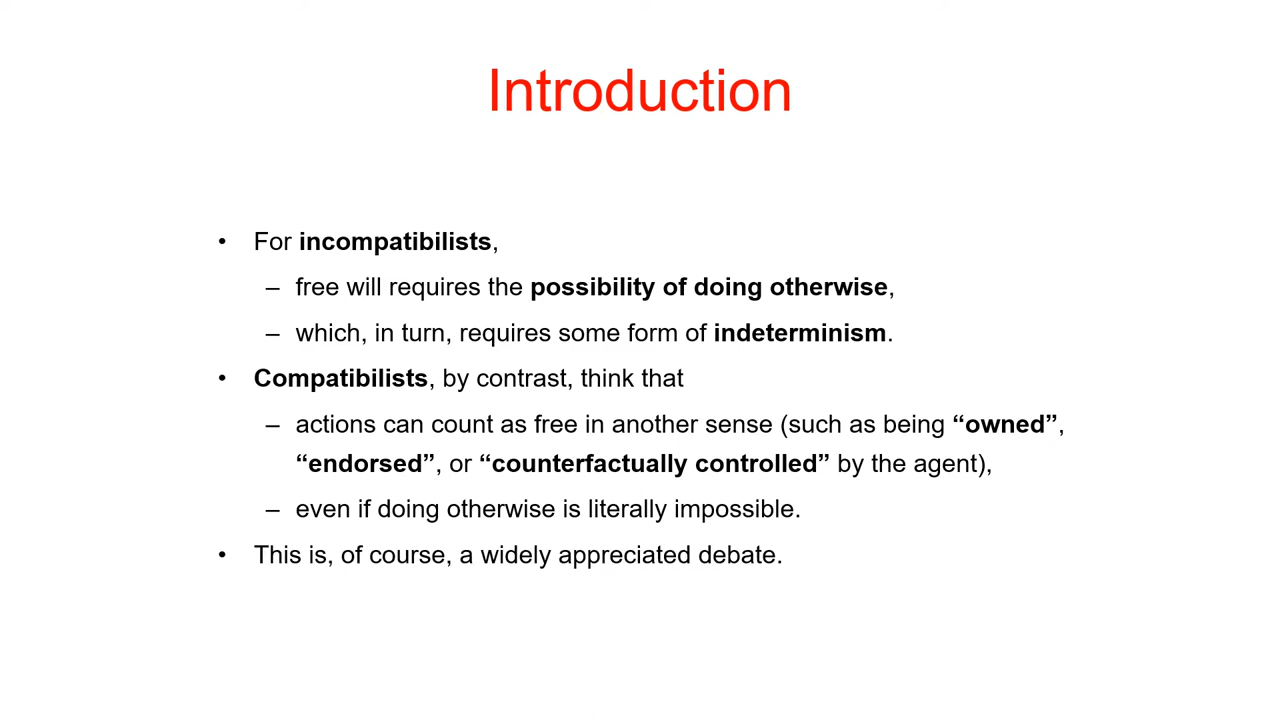 Introduction
• For incompatibilists,
– free will requires the possibility of doing otherwise,
– which, in turn, requires some form of indeterminism.
• Compatibilists, by contrast, think that
– actions can count as free in another sense (such as being “owned”,
“endorsed”, or “counterfactually controlled” by the agent),
– even if doing otherwise is literally impossible.
• This is, of course, a widely appreciated debate.